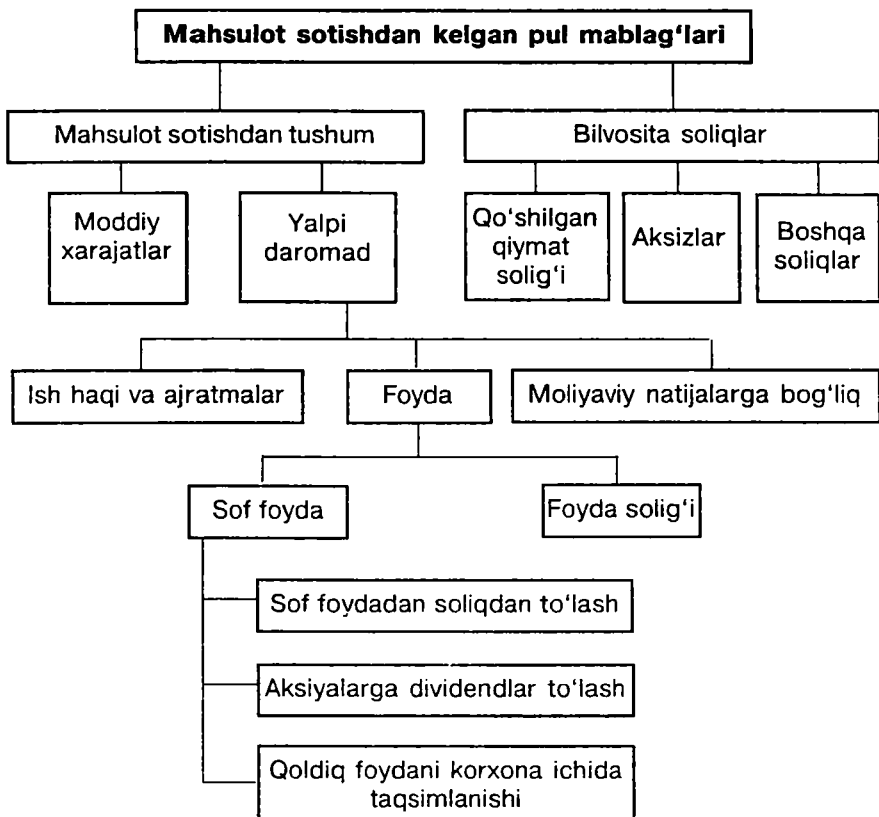 Mahsulot sotishdan kelgan pul mablag‘lari
Mahsulot sotishdan tushum
Bilvosita soliqlar
Moddiy
xarajatlar
Yalpi
daromad
Qo‘shilgan
qiymat
solig‘i
Aksizlar
Boshqa
soliqlar
Ish haqi va ajratmalar
Foyda
Moliyaviy natijalarga bog‘liq
Sof foyda
Foyda solig‘i
Sof foydadan soliqdan to‘lash
Aksiyalarga dividendlar to‘lash
Qoldiq foydani korxona ichida
taqsimlanishi